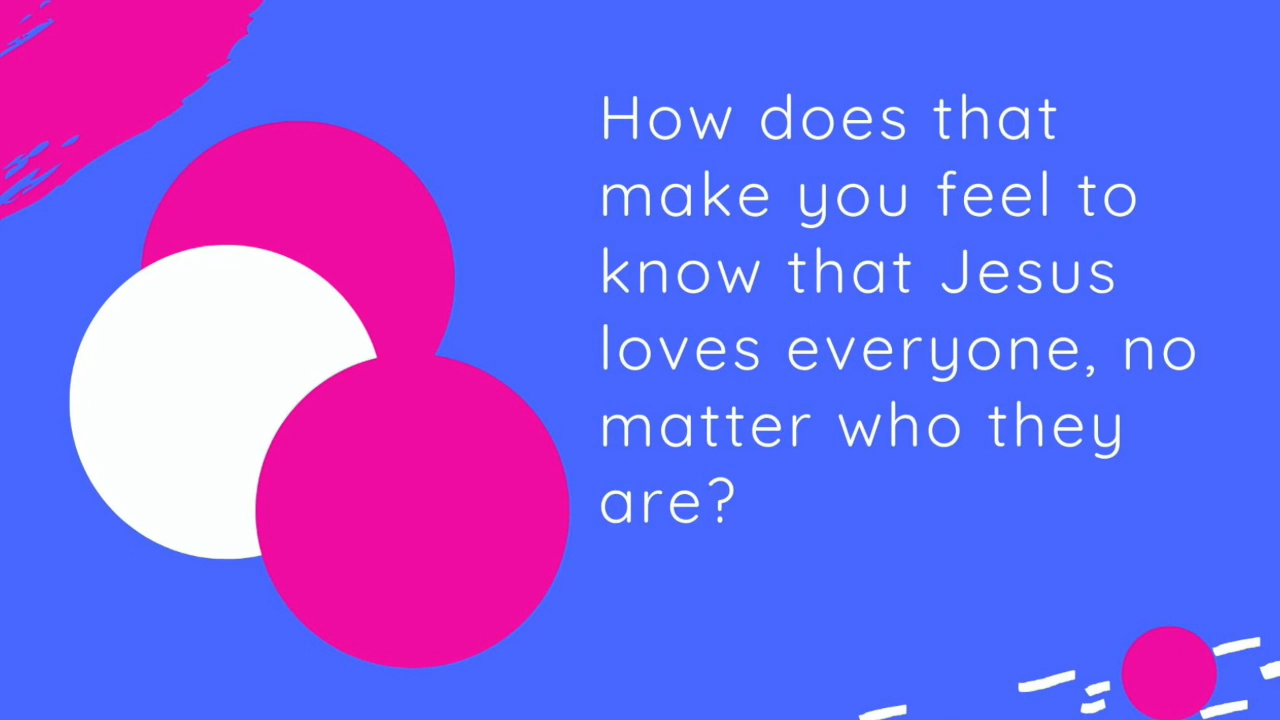 How does that
make you feel to
know that Jesus
loves everyone, no
matter who they
are?